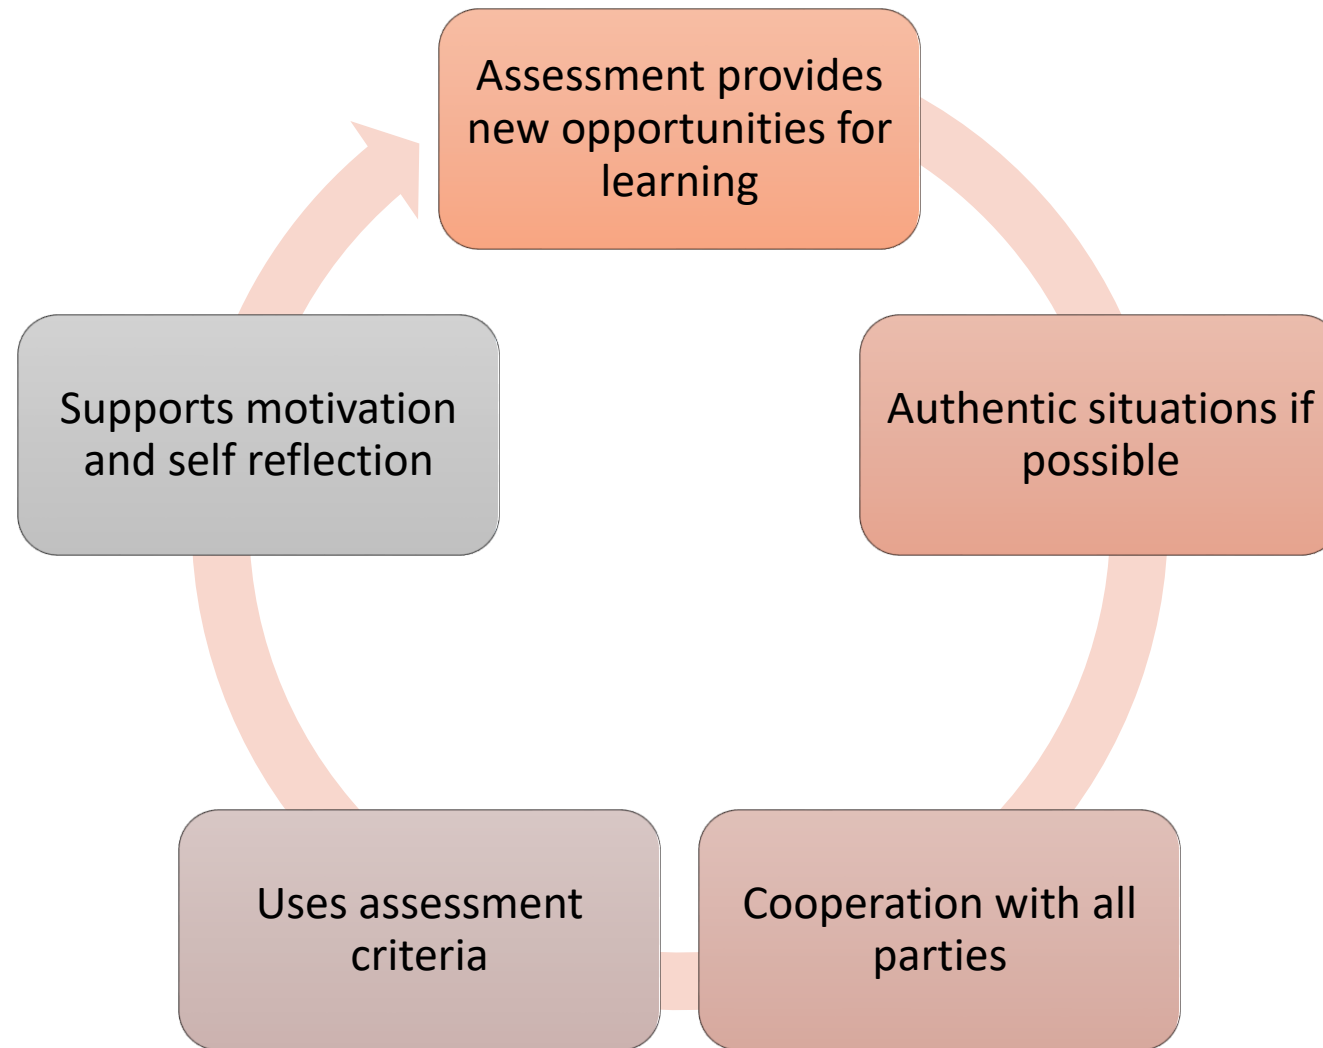 Assessment provides
new opportunities for
learning
Authentic situations if
possible
Cooperation with all
parties
Uses assessment
criteria
Supports motivation
and self reflection